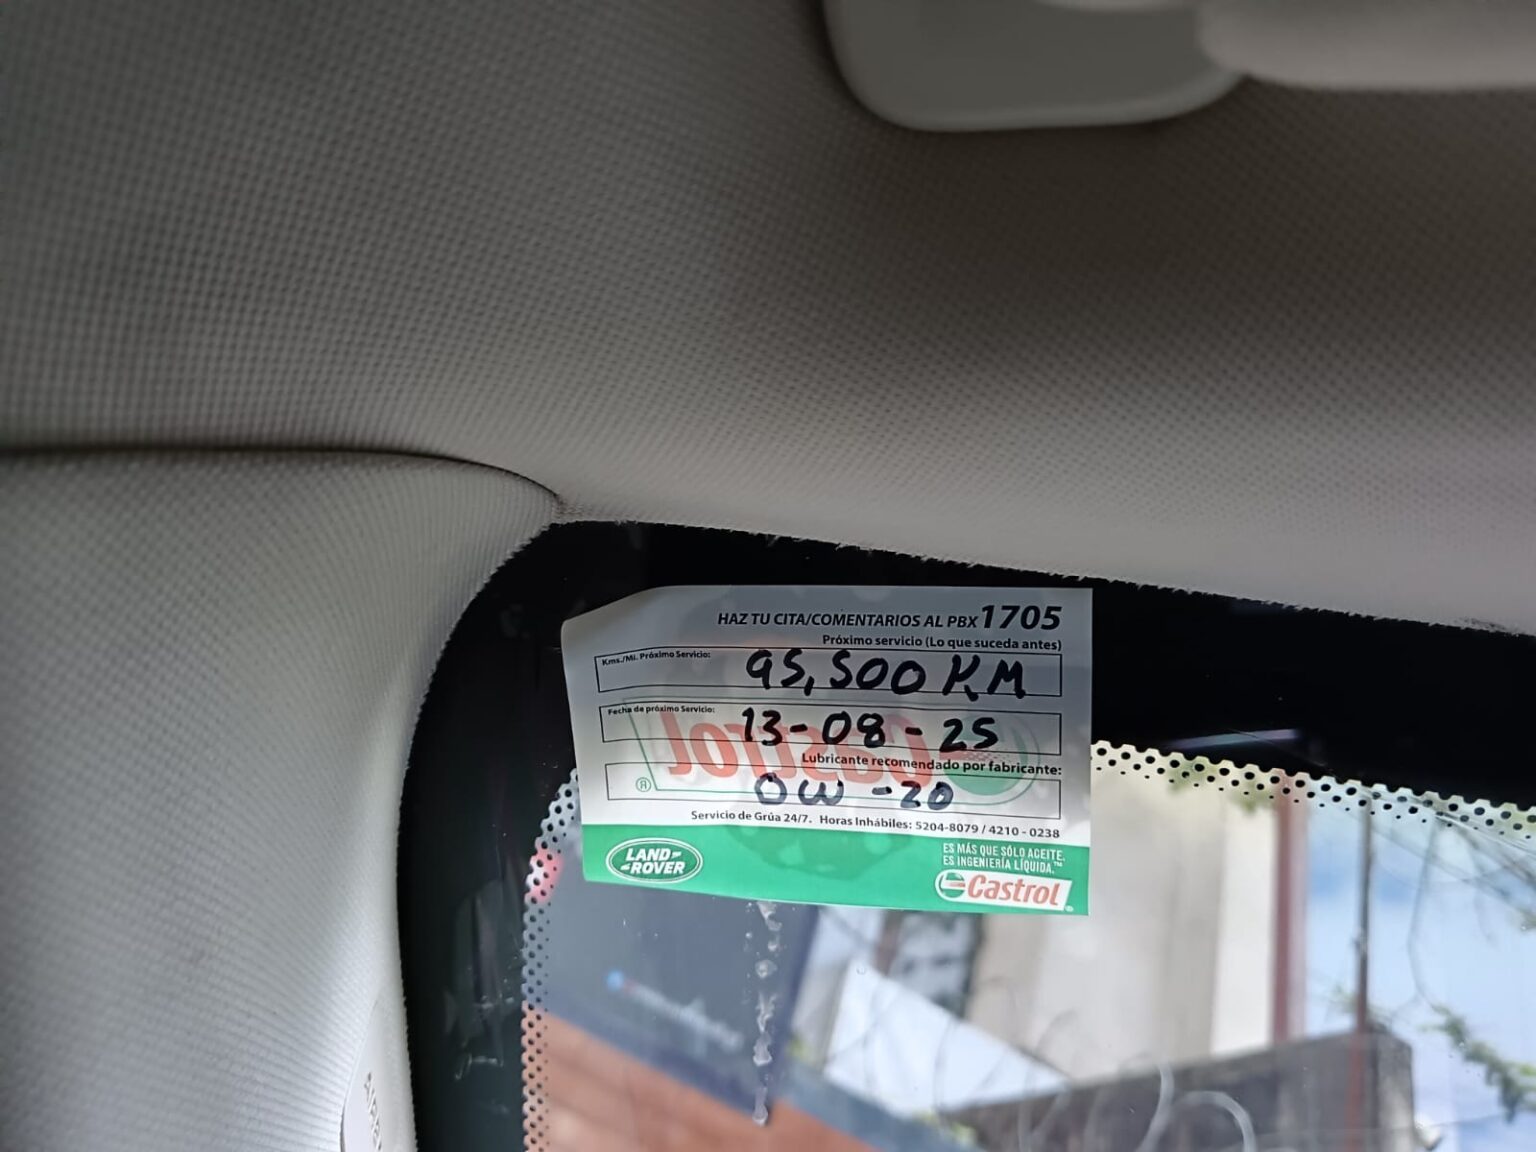 HAZ TU CITA/COMENTARIOS AL PBX 1705
Próximo servicio (Lo que suceda antes)
Kms./Mi. Próximo Servicio: 95,500 KM
Fecha de próximo Servicio: 13-08-25
Lubricante recomendado por fabricante:
0W-20
Servicio de Grúa 24/7. Horas Inhábiles: 5204-8079 / 4210 - 0238
LAND ROVER
ES MÁS QUE SÓLO ACEITE.
ES INGENIERÍA LÍQUIDA.™
Castrol
Castrol